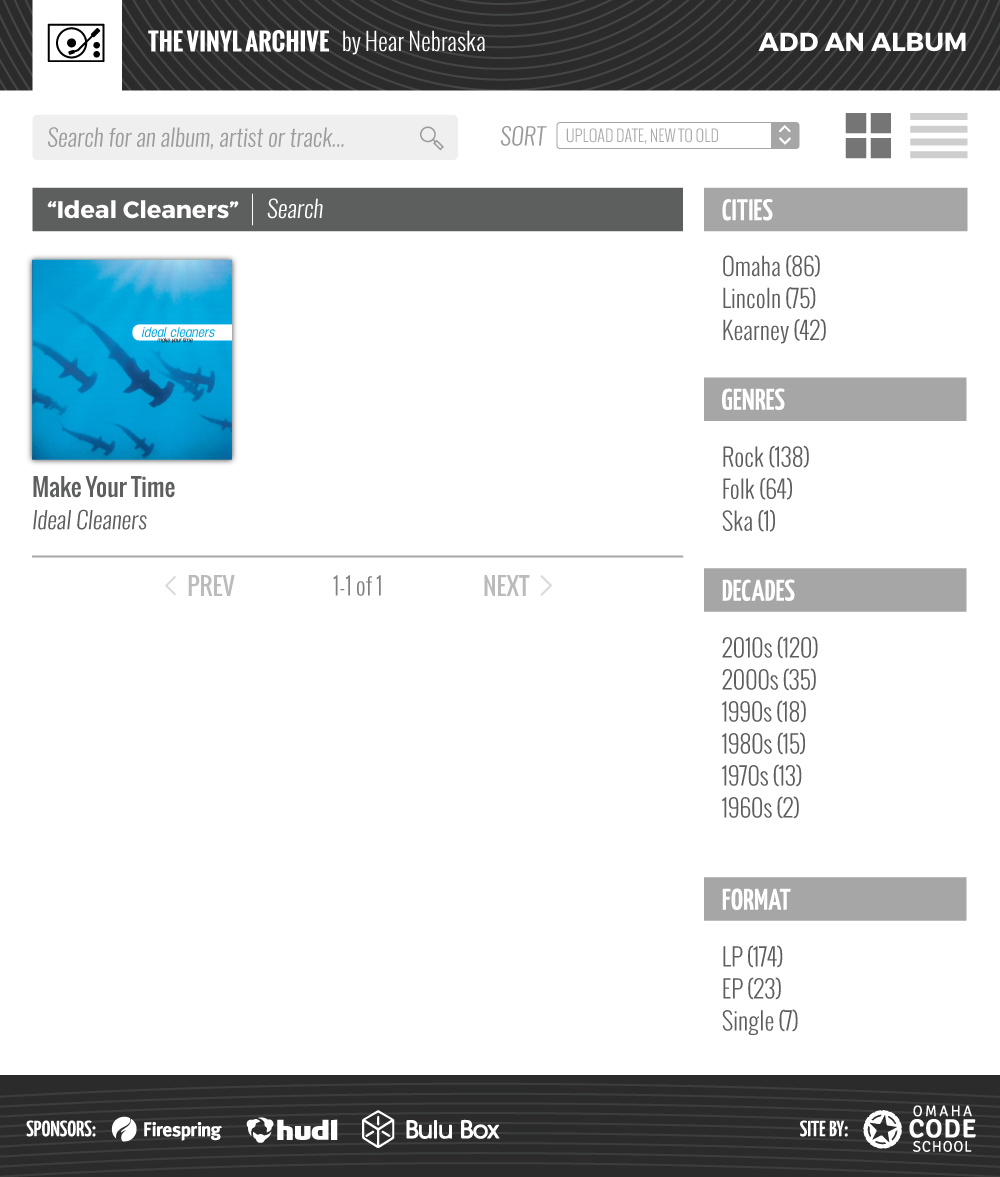 THE VINYL ARCHIVE by Hear Nebraska
ADD AN ALBUM
Search for an album, artist or track...
SORT
UPLOAD DATE, NEW TO OLD
“Ideal Cleaners” Search
ideal cleaners
make your time
Make Your Time
Ideal Cleaners
PREV
1-1 of 1
NEXT
CITIES
Omaha (86)
Lincoln (75)
Kearney (42)
GENRES
Rock (138)
Folk (64)
Ska (1)
DECADES
2010s (120)
2000s (35)
1990s (18)
1980s (15)
1970s (13)
1960s (2)
FORMAT
LP (174)
EP (23)
Single (7)
SPONSORS:
Firespring
hudl
Bulu Box
SITE BY:
OMAHA
CODE
SCHOOL